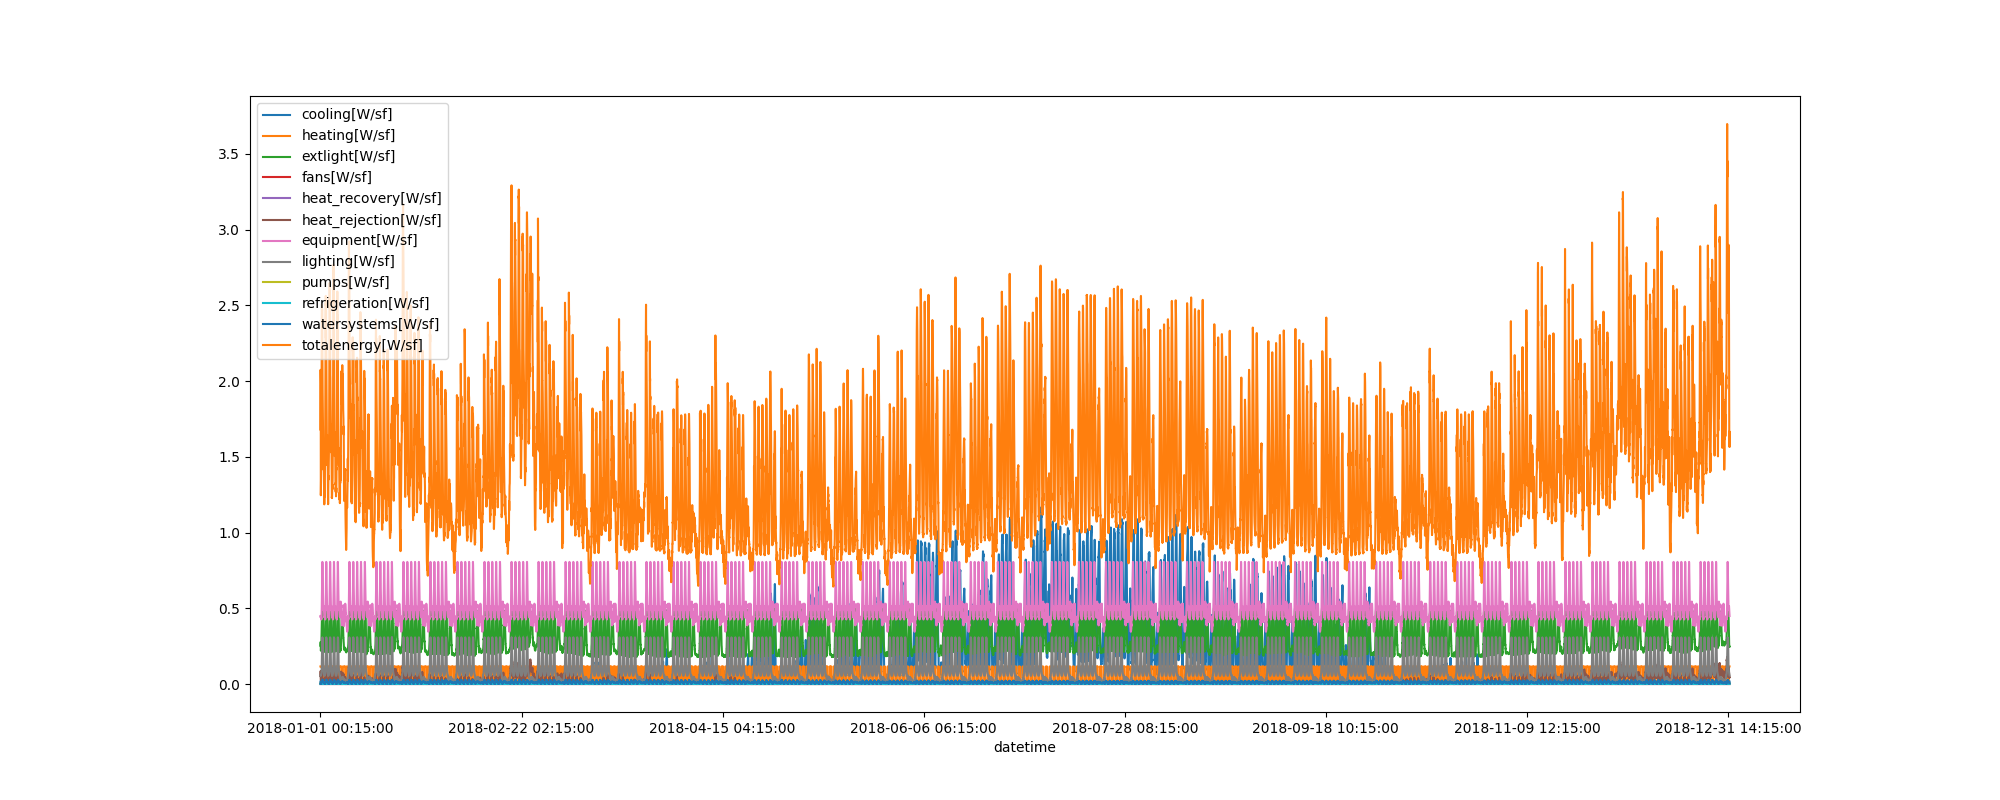 cooling[W/sf]
heating[W/sf]
extlight[W/sf]
fans[W/sf]
heat_recovery[W/sf]
heat_rejection[W/sf]
equipment[W/sf]
lighting[W/sf]
pumps[W/sf]
refrigeration[W/sf]
watersystems[W/sf]
totalenergy[W/sf]
3.5
3.0
2.5
2.0
1.5
1.0
0.5
0.0
2018-01-01 00:15:00 2018-02-22 02:15:00 2018-04-15 04:15:00 2018-06-06 06:15:00 2018-07-28 08:15:00 2018-09-18 10:15:00 2018-11-09 12:15:00 2018-12-31 14:15:00
datetime